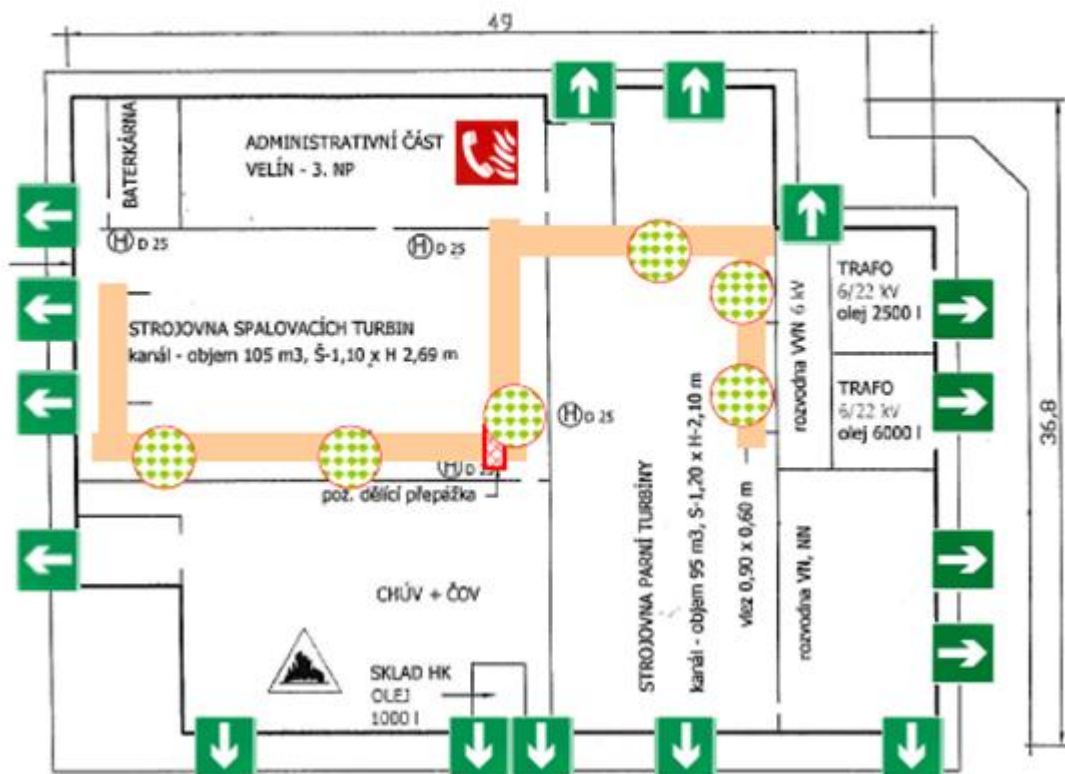 49
BATERKÁRNA
ADMINISTRATIVNÍ ČÁST
VELÍN - 3. NP
H D 25
H D 25
STROJOVNA SPALOVACÍCH TURBIN
kanál - objem 105 m3, Š-1,10 x H 2,69 m
TRAFO
6/22 kV
olej 2500 l
rozvodna VVN 6 kV
36,8
TRAFO
6/22 kV
olej 6000 l
H D 25
H D 25
pož. dělící přepážka
STROJOVNA PARNÍ TURBÍNY
kanál - objem 95 m3, Š-1,20 x H-2,10 m
vlez 0,90 x 0,60 m
rozvodna VN, NN
CHÚV + ČOV
SKLAD HK
OLEJ
1000 l